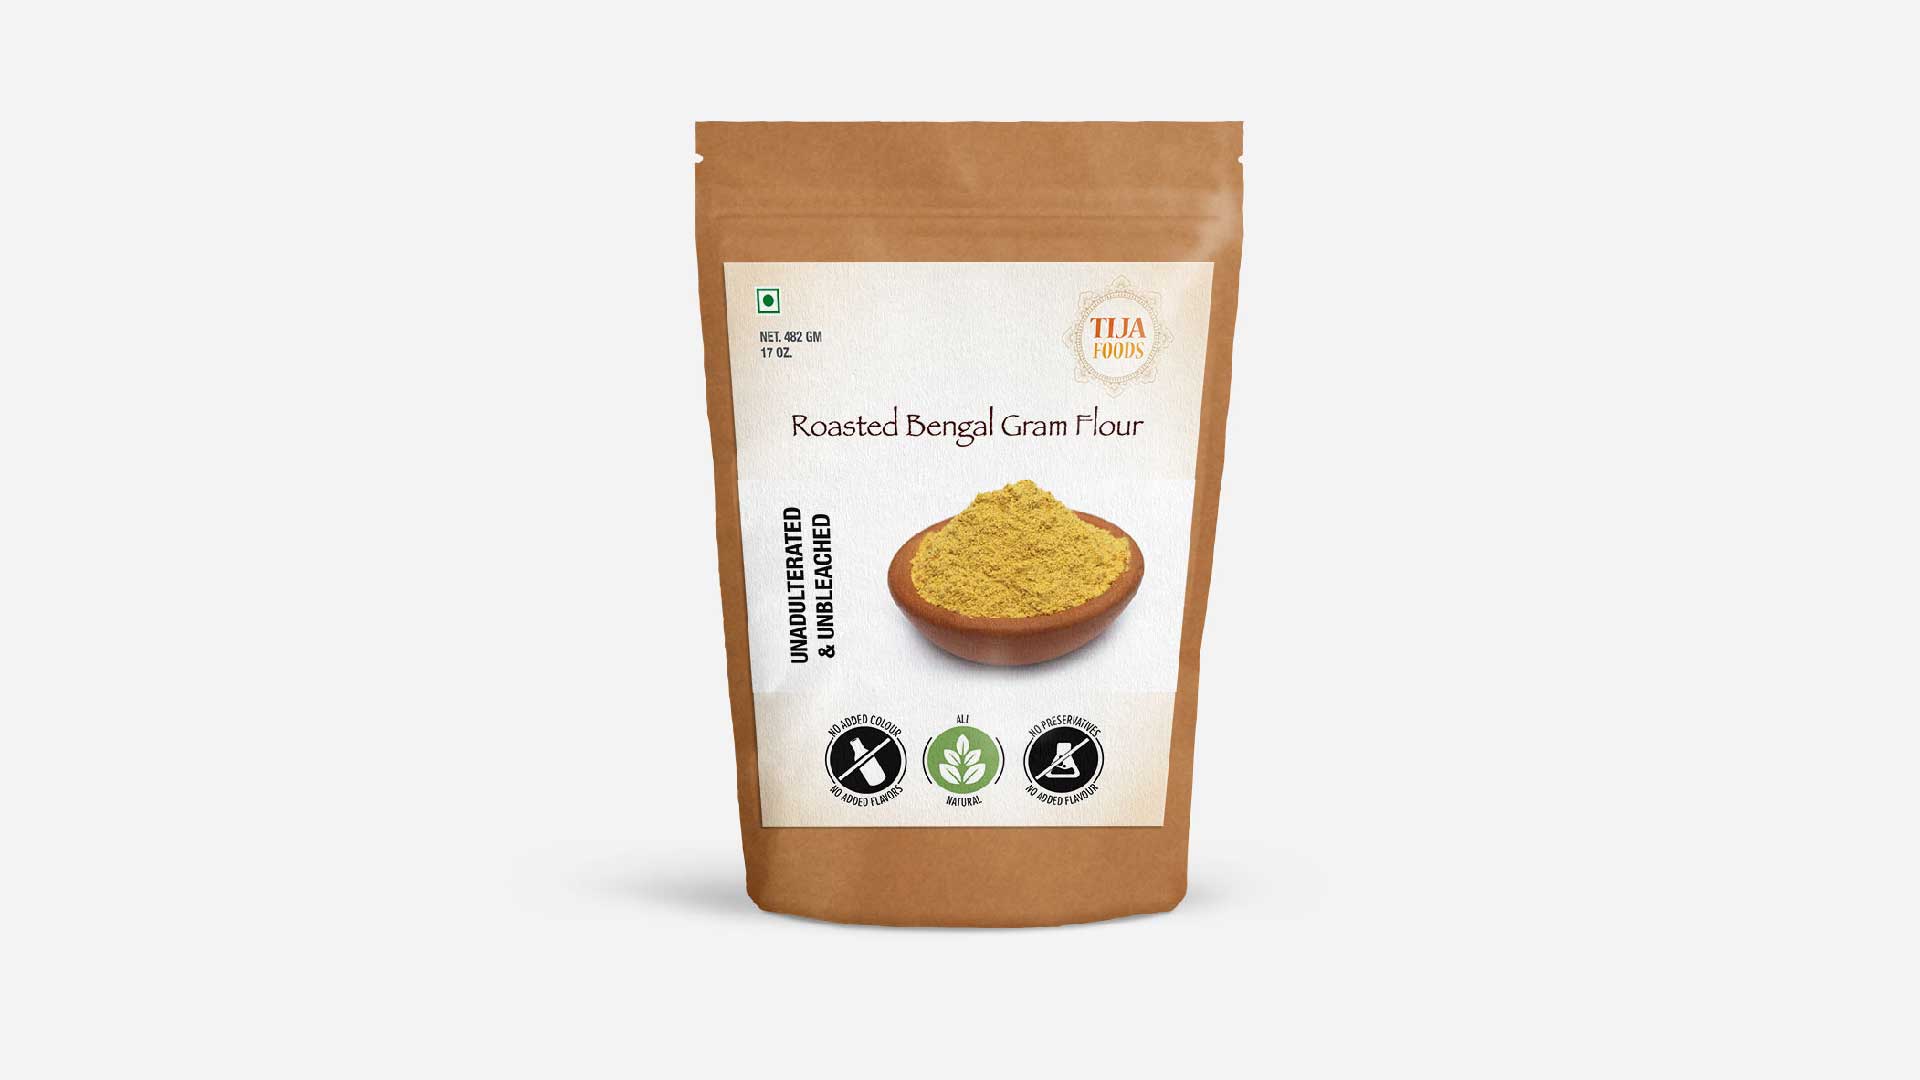 NET. 482 GM
17 OZ.
TIJA
FOODS
Roasted Bengal Gram Flour
UNADULTERATED
& UNBLEACHED
NO ADDED COLOUR
NO ADDED FLAVORS
ALL
NATURAL
NO PRESERVATIVES
NO ADDED FLAVOUR